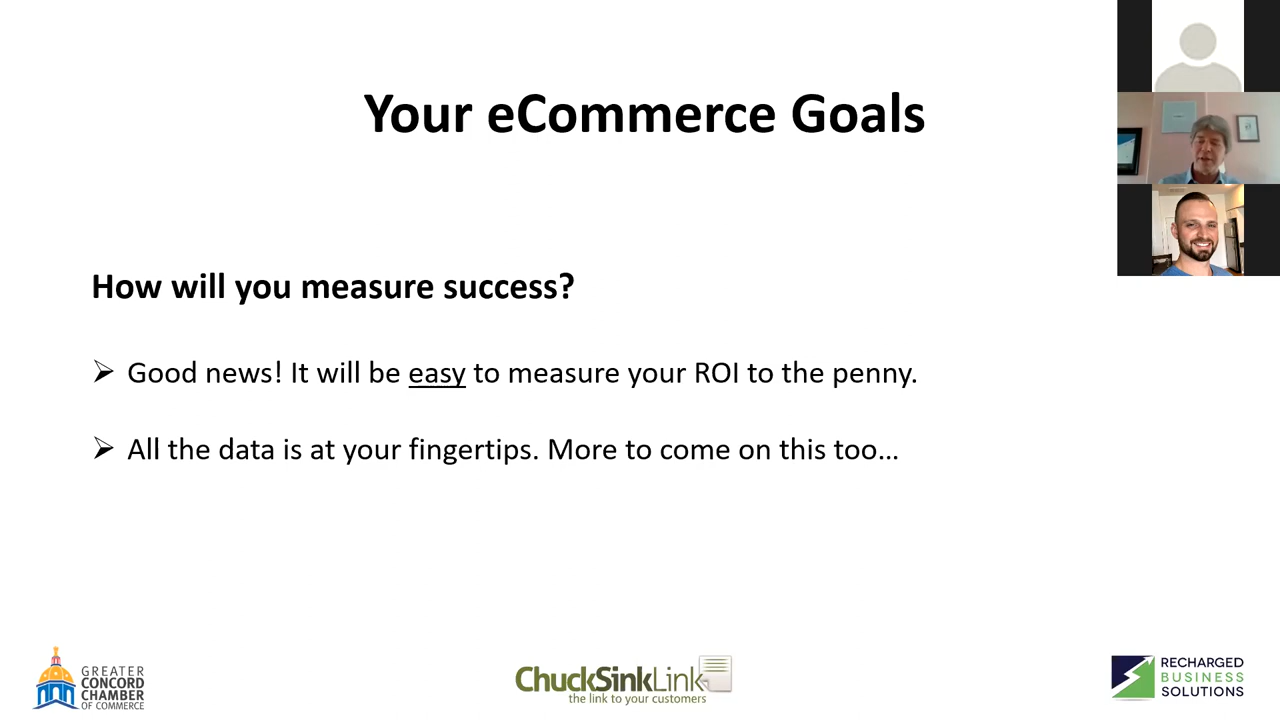 Your eCommerce Goals
How will you measure success?
➢ Good news! It will be easy to measure your ROI to the penny.
➢ All the data is at your fingertips. More to come on this too…
GREATER
CONCORD
CHAMBER
OF COMMERCE
ChuckSinkLink
the link to your customers
RECHARGED
BUSINESS
SOLUTIONS